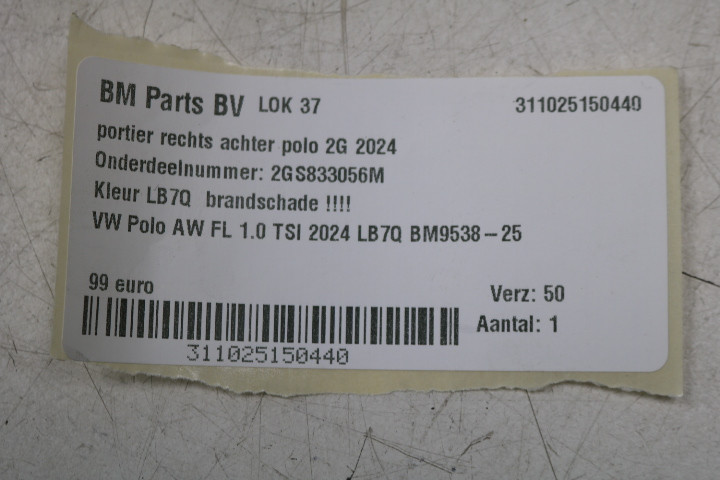 BM Parts BV LOK 37 311025150440
portier rechts achter polo 2G 2024
Onderdeelnummer: 2GS833056M
Kleur LB7Q brandschade !!!!
VW Polo AW FL 1.0 TSI 2024 LB7Q BM9538-25
99 euro Verz: 50
Aantal: 1
311025150440